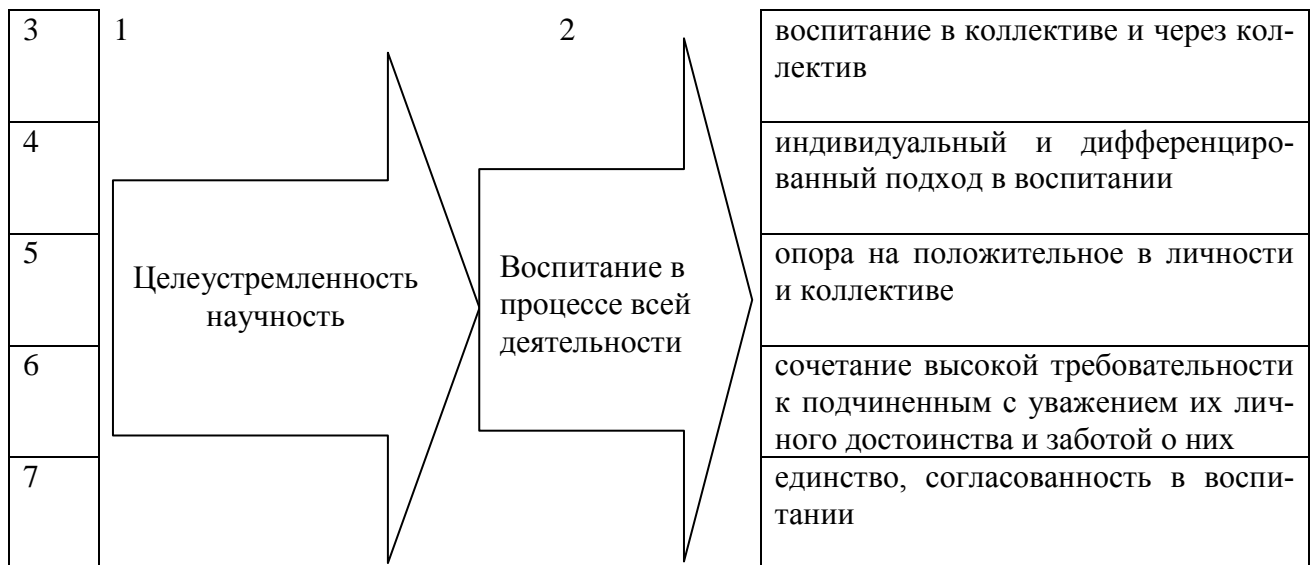 3
1
2
воспитание в коллективе и через кол-
лектив
4
индивидуальный и дифференциро-
ванный подход в воспитании
5
опора на положительное в личности
и коллективе
Целеустремленность
научность
Воспитание в
процессе всей
деятельности
6
сочетание высокой требовательности
к подчиненным с уважением их лич-
ного достоинства и заботой о них
7
единство, согласованность в воспи-
тании